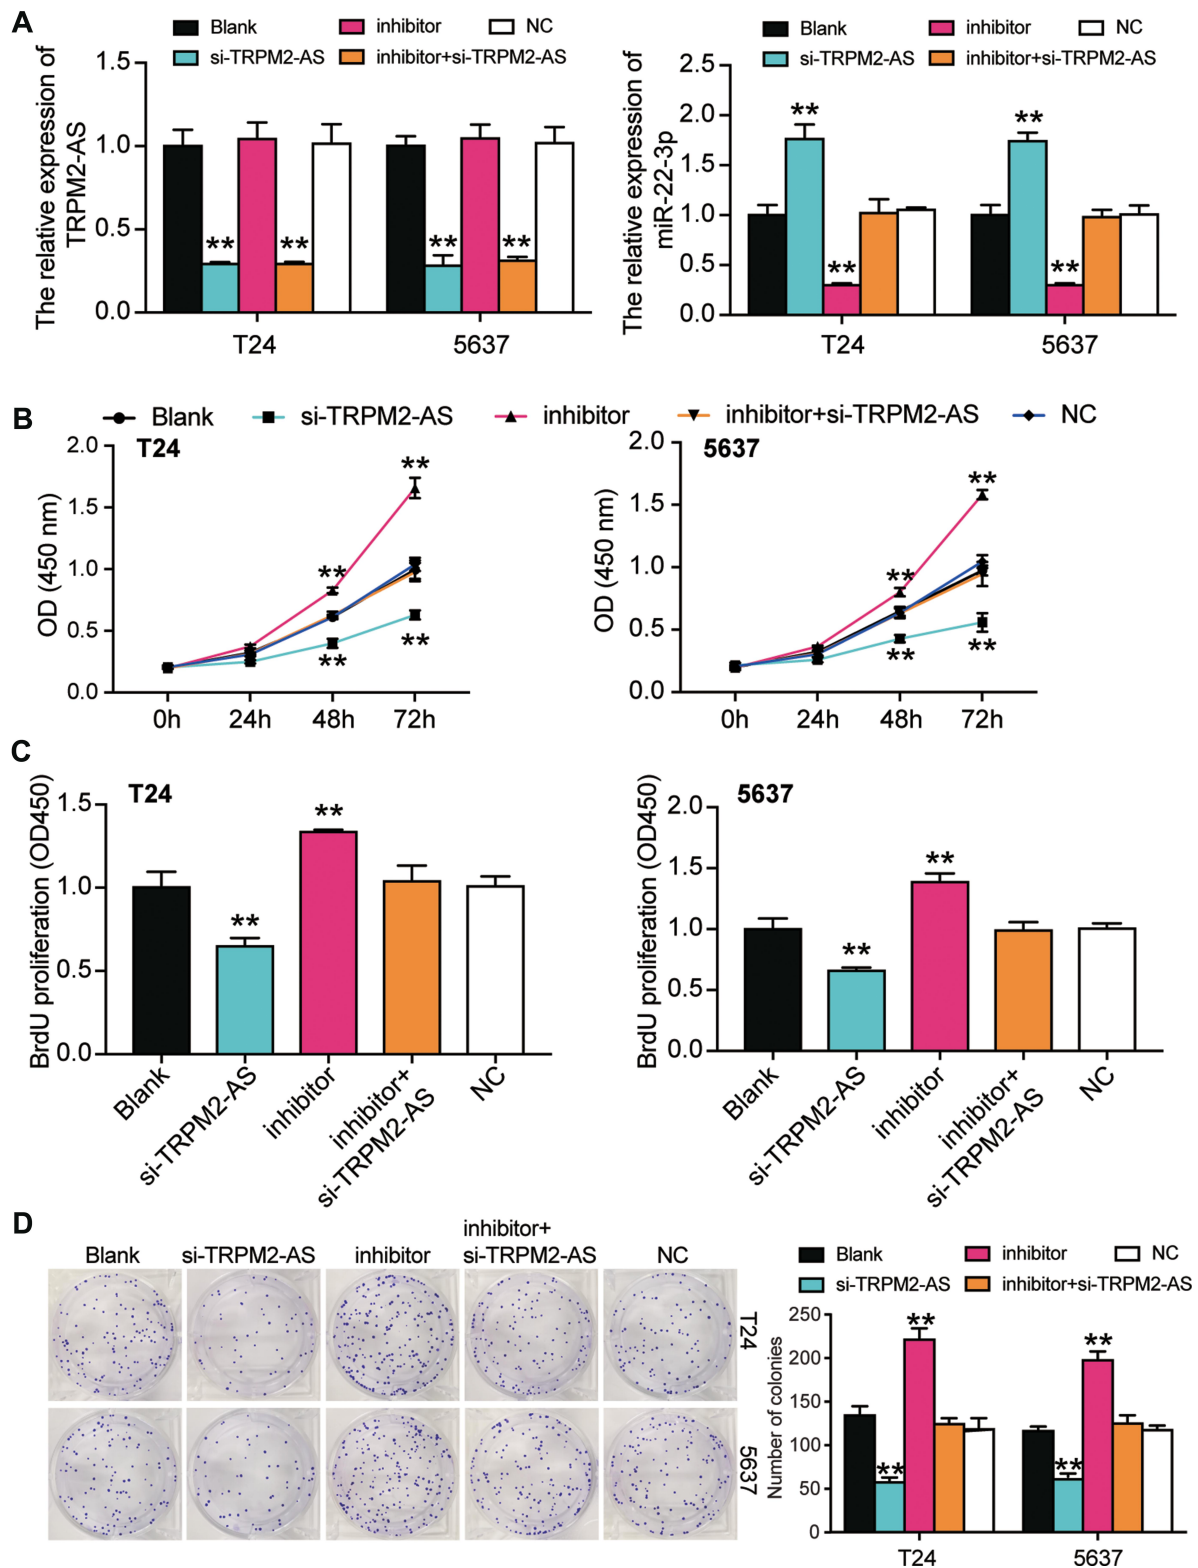 A
Blank
inhibitor
NC
si-TRPM2-AS
inhibitor+si-TRPM2-AS
The relative expression of
TRPM2-AS
1.5
1.0
0.5
0.0
**
**
**
**
T24
5637
Blank
inhibitor
NC
si-TRPM2-AS
inhibitor+si-TRPM2-AS
The relative expression of
miR-22-3p
2.5
2.0
1.5
1.0
0.5
0.0
**
**
**
**
T24
5637
B
Blank
si-TRPM2-AS
inhibitor
inhibitor+si-TRPM2-AS
NC
T24
OD (450 nm)
2.0
1.5
1.0
0.5
0.0
**
**
**
**
0h
24h
48h
72h
5637
OD (450 nm)
2.0
1.5
1.0
0.5
0.0
**
**
**
**
0h
24h
48h
72h
C
T24
BrdU proliferation (OD450)
1.5
1.0
0.5
0.0
**
**
Blank
si-TRPM2-AS
inhibitor
inhibitor+
si-TRPM2-AS
NC
5637
BrdU proliferation (OD450)
2.0
1.5
1.0
0.5
0.0
**
**
Blank
si-TRPM2-AS
inhibitor
inhibitor+
si-TRPM2-AS
NC
D
Blank
si-TRPM2-AS
inhibitor
inhibitor+
si-TRPM2-AS
NC
T24
5637
Blank
inhibitor
NC
si-TRPM2-AS
inhibitor+si-TRPM2-AS
Number of colonies
250
200
150
100
50
0
**
**
**
**
T24
5637